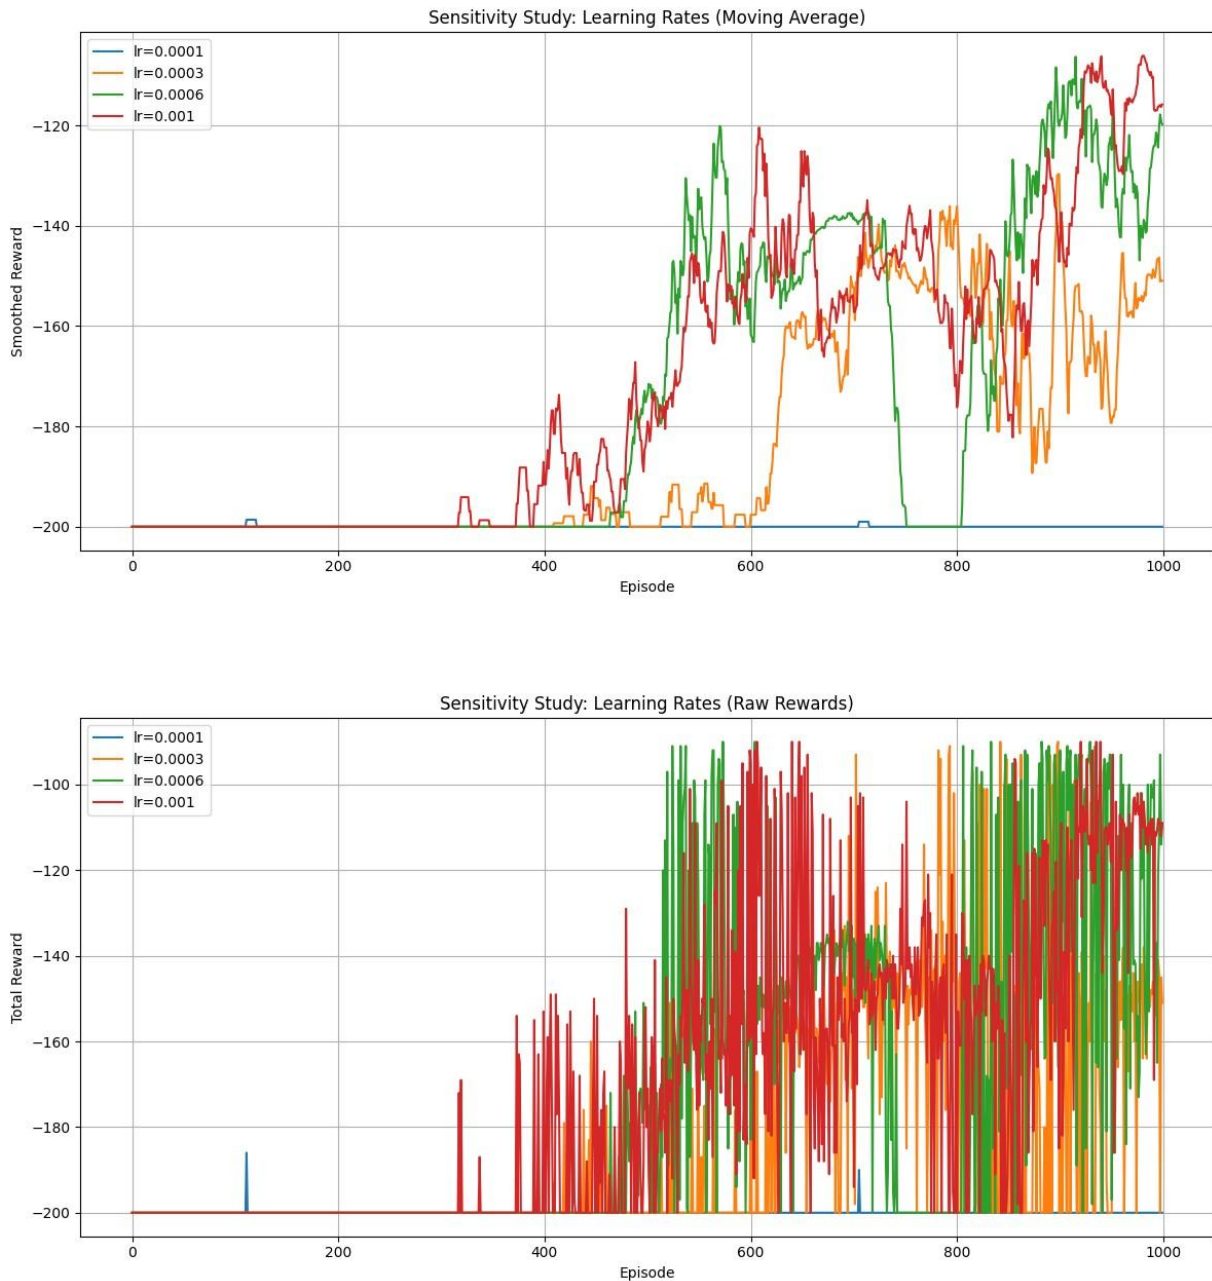 Sensitivity Study: Learning Rates (Moving Average)
lr=0.0001
lr=0.0003
lr=0.0006
lr=0.001
−120
−140
−160
−180
−200
Smoothed Reward
0 200 400 600 800 1000
Episode
Sensitivity Study: Learning Rates (Raw Rewards)
lr=0.0001
lr=0.0003
lr=0.0006
lr=0.001
−100
−120
−140
−160
−180
−200
Total Reward
0 200 400 600 800 1000
Episode